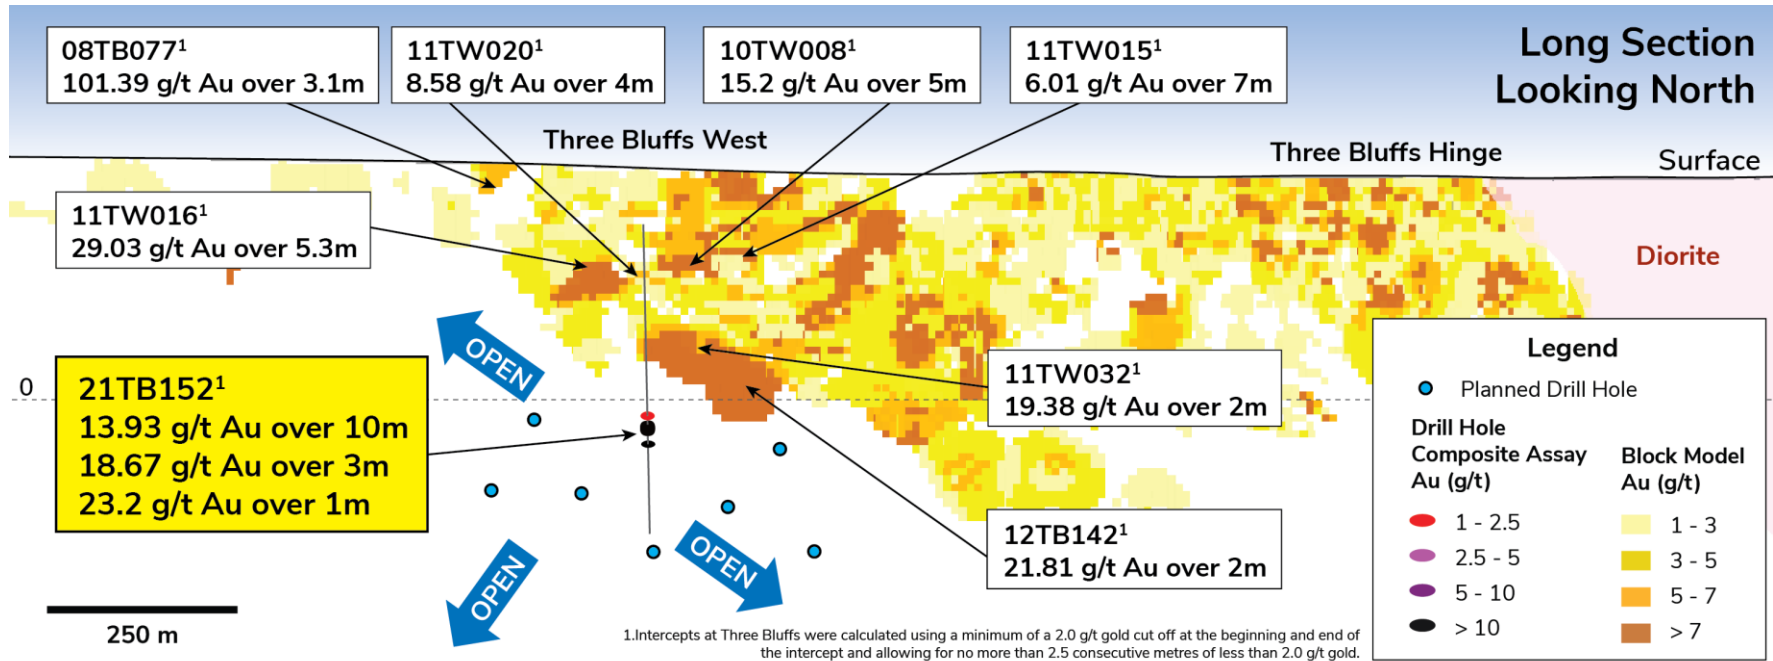 Long Section
Looking North
08TB077¹
101.39 g/t Au over 3.1m
11TW020¹
8.58 g/t Au over 4m
10TW008¹
15.2 g/t Au over 5m
11TW015¹
6.01 g/t Au over 7m
Three Bluffs West
Three Bluffs Hinge
Surface
11TW016¹
29.03 g/t Au over 5.3m
Diorite
OPEN
0
21TB152¹
13.93 g/t Au over 10m
18.67 g/t Au over 3m
23.2 g/t Au over 1m
11TW032¹
19.38 g/t Au over 2m
12TB142¹
21.81 g/t Au over 2m
OPEN
OPEN
250 m
Legend
Planned Drill Hole
Drill Hole
Composite Assay
Au (g/t)
1 - 2.5
2.5 - 5
5 - 10
> 10
Block Model
Au (g/t)
1 - 3
3 - 5
5 - 7
> 7
1.Intercepts at Three Bluffs were calculated using a minimum of a 2.0 g/t gold cut off at the beginning and end of
the intercept and allowing for no more than 2.5 consecutive metres of less than 2.0 g/t gold.